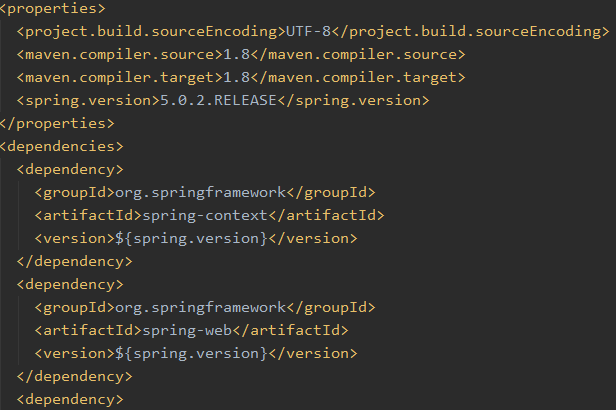 <properties>
<project.build.sourceEncoding>UTF-8</project.build.sourceEncoding>
<maven.compiler.source>1.8</maven.compiler.source>
<maven.compiler.target>1.8</maven.compiler.target>
<spring.version>5.0.2.RELEASE</spring.version>
</properties>
<dependencies>
<dependency>
<groupId>org.springframework</groupId>
<artifactId>spring-context</artifactId>
<version>${spring.version}</version>
</dependency>
<dependency>
<groupId>org.springframework</groupId>
<artifactId>spring-web</artifactId>
<version>${spring.version}</version>
</dependency>
<dependency>